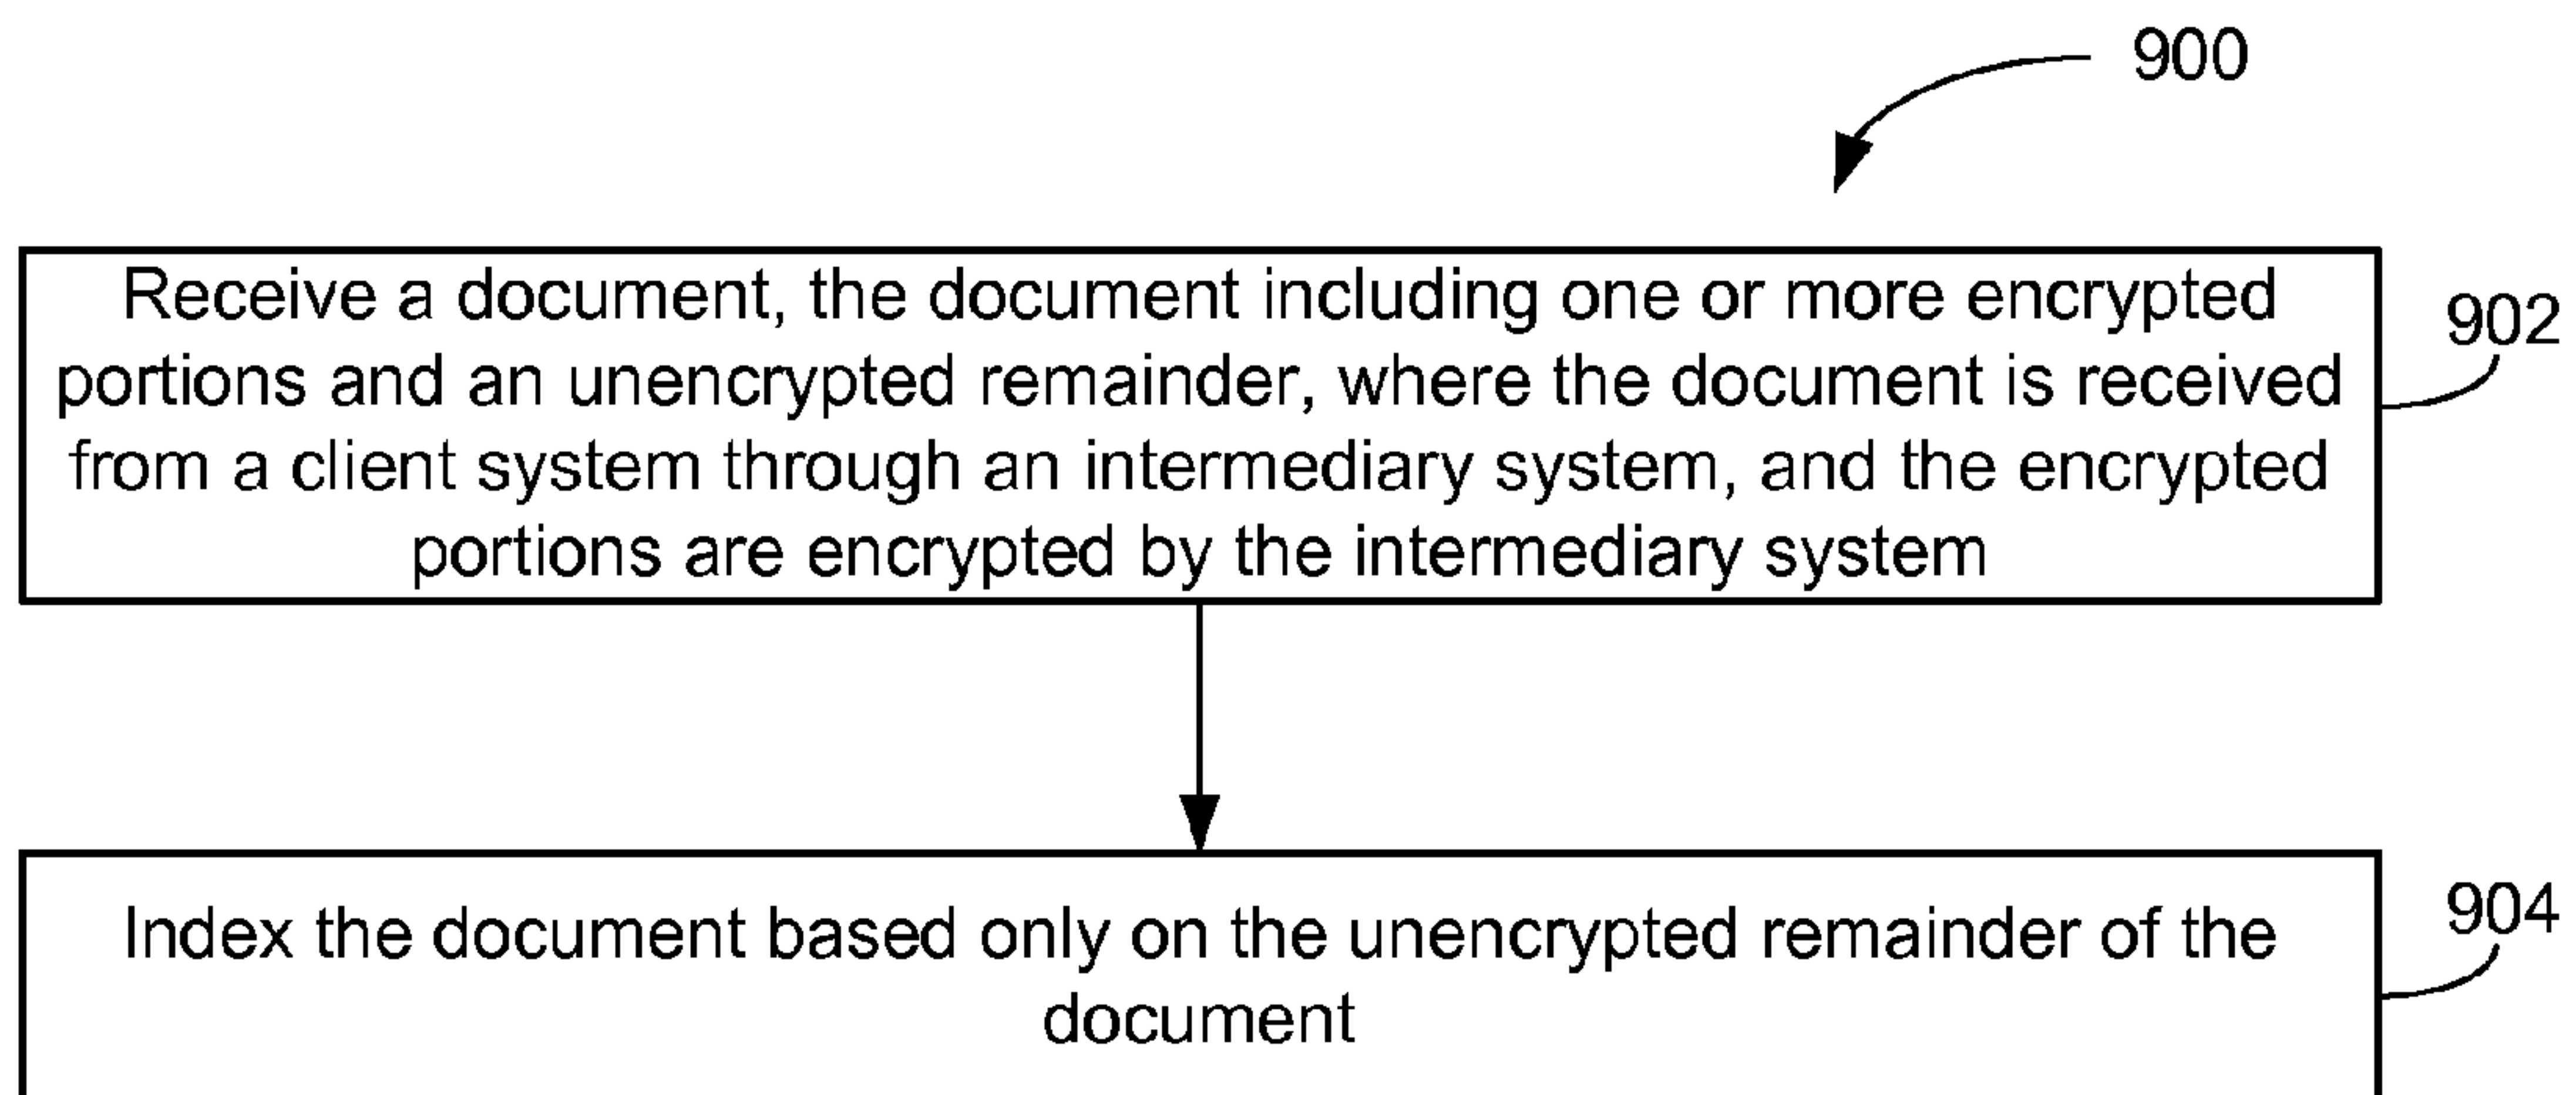 900
Receive a document, the document including one or more encrypted
portions and an unencrypted remainder, where the document is received
from a client system through an intermediary system, and the encrypted
portions are encrypted by the intermediary system
902
Index the document based only on the unencrypted remainder of the
document
904